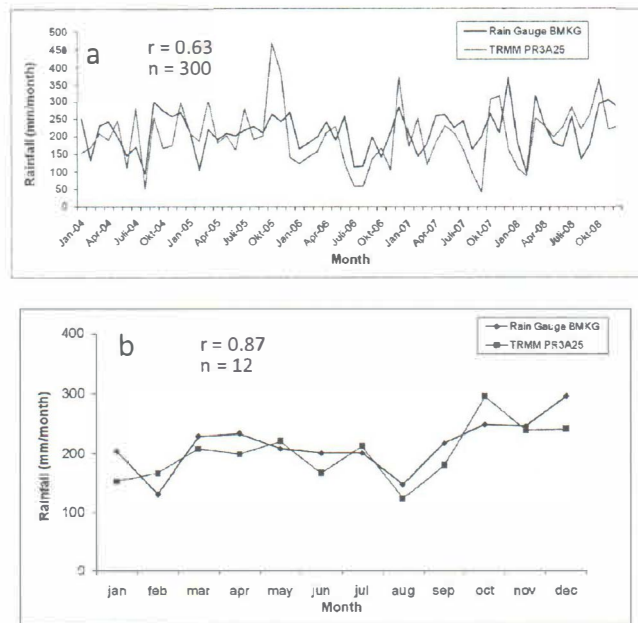 a
r = 0.63
n = 300
Rain Gauge BMKG
TRMM PR3A25
Rainfall (mm/month)
500
450
400
350
300
250
200
150
100
50
0
Jan-04
Apr-04
Juli-04
Okt-04
Jan-05
Apr-05
Juli-05
Okt-05
Jan-06
Apr-06
Juli-06
Okt-06
Jan-07
Apr-07
Juli-07
Okt-07
Jan-08
Apr-08
Juli-08
Okt-08
Month
b
r = 0.87
n = 12
Rain Gauge BMKG
TRMM PR3A25
Rainfall (mm/month)
400
300
200
100
0
jan feb mar apr may jun jul aug sep oct nov dec
Month